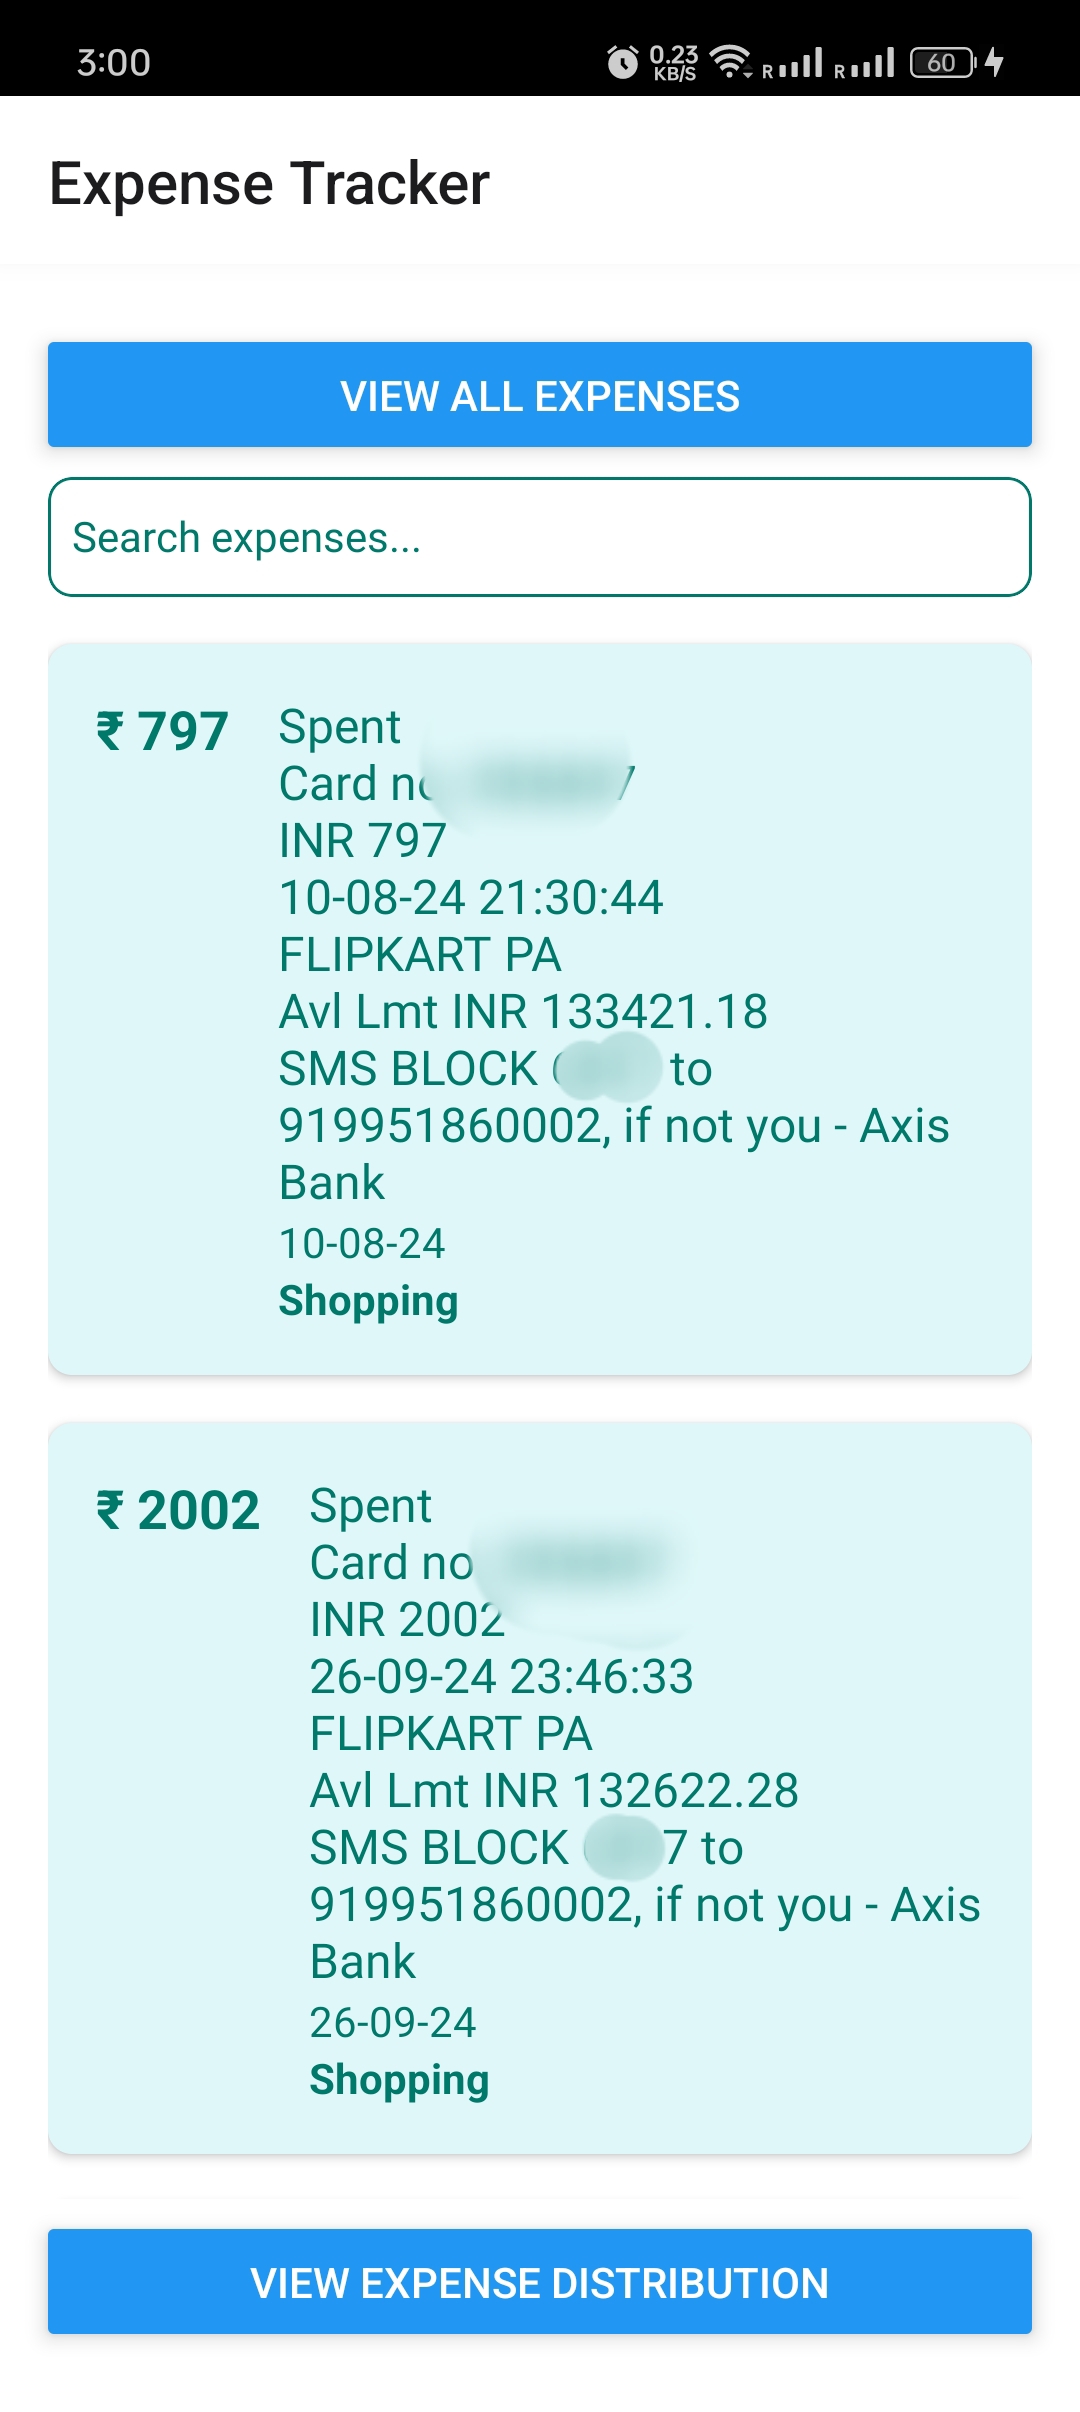 3:00 0.23 KB/S R R 60
Expense Tracker
VIEW ALL EXPENSES
Search expenses...
₹ 797 Spent
Card no
INR 797
10-08-24 21:30:44
FLIPKART PA
Avl Lmt INR 133421.18
SMS BLOCK to
919951860002, if not you - Axis
Bank
10-08-24
Shopping
₹ 2002 Spent
Card no
INR 2002
26-09-24 23:46:33
FLIPKART PA
Avl Lmt INR 132622.28
SMS BLOCK 7 to
919951860002, if not you - Axis
Bank
26-09-24
Shopping
VIEW EXPENSE DISTRIBUTION